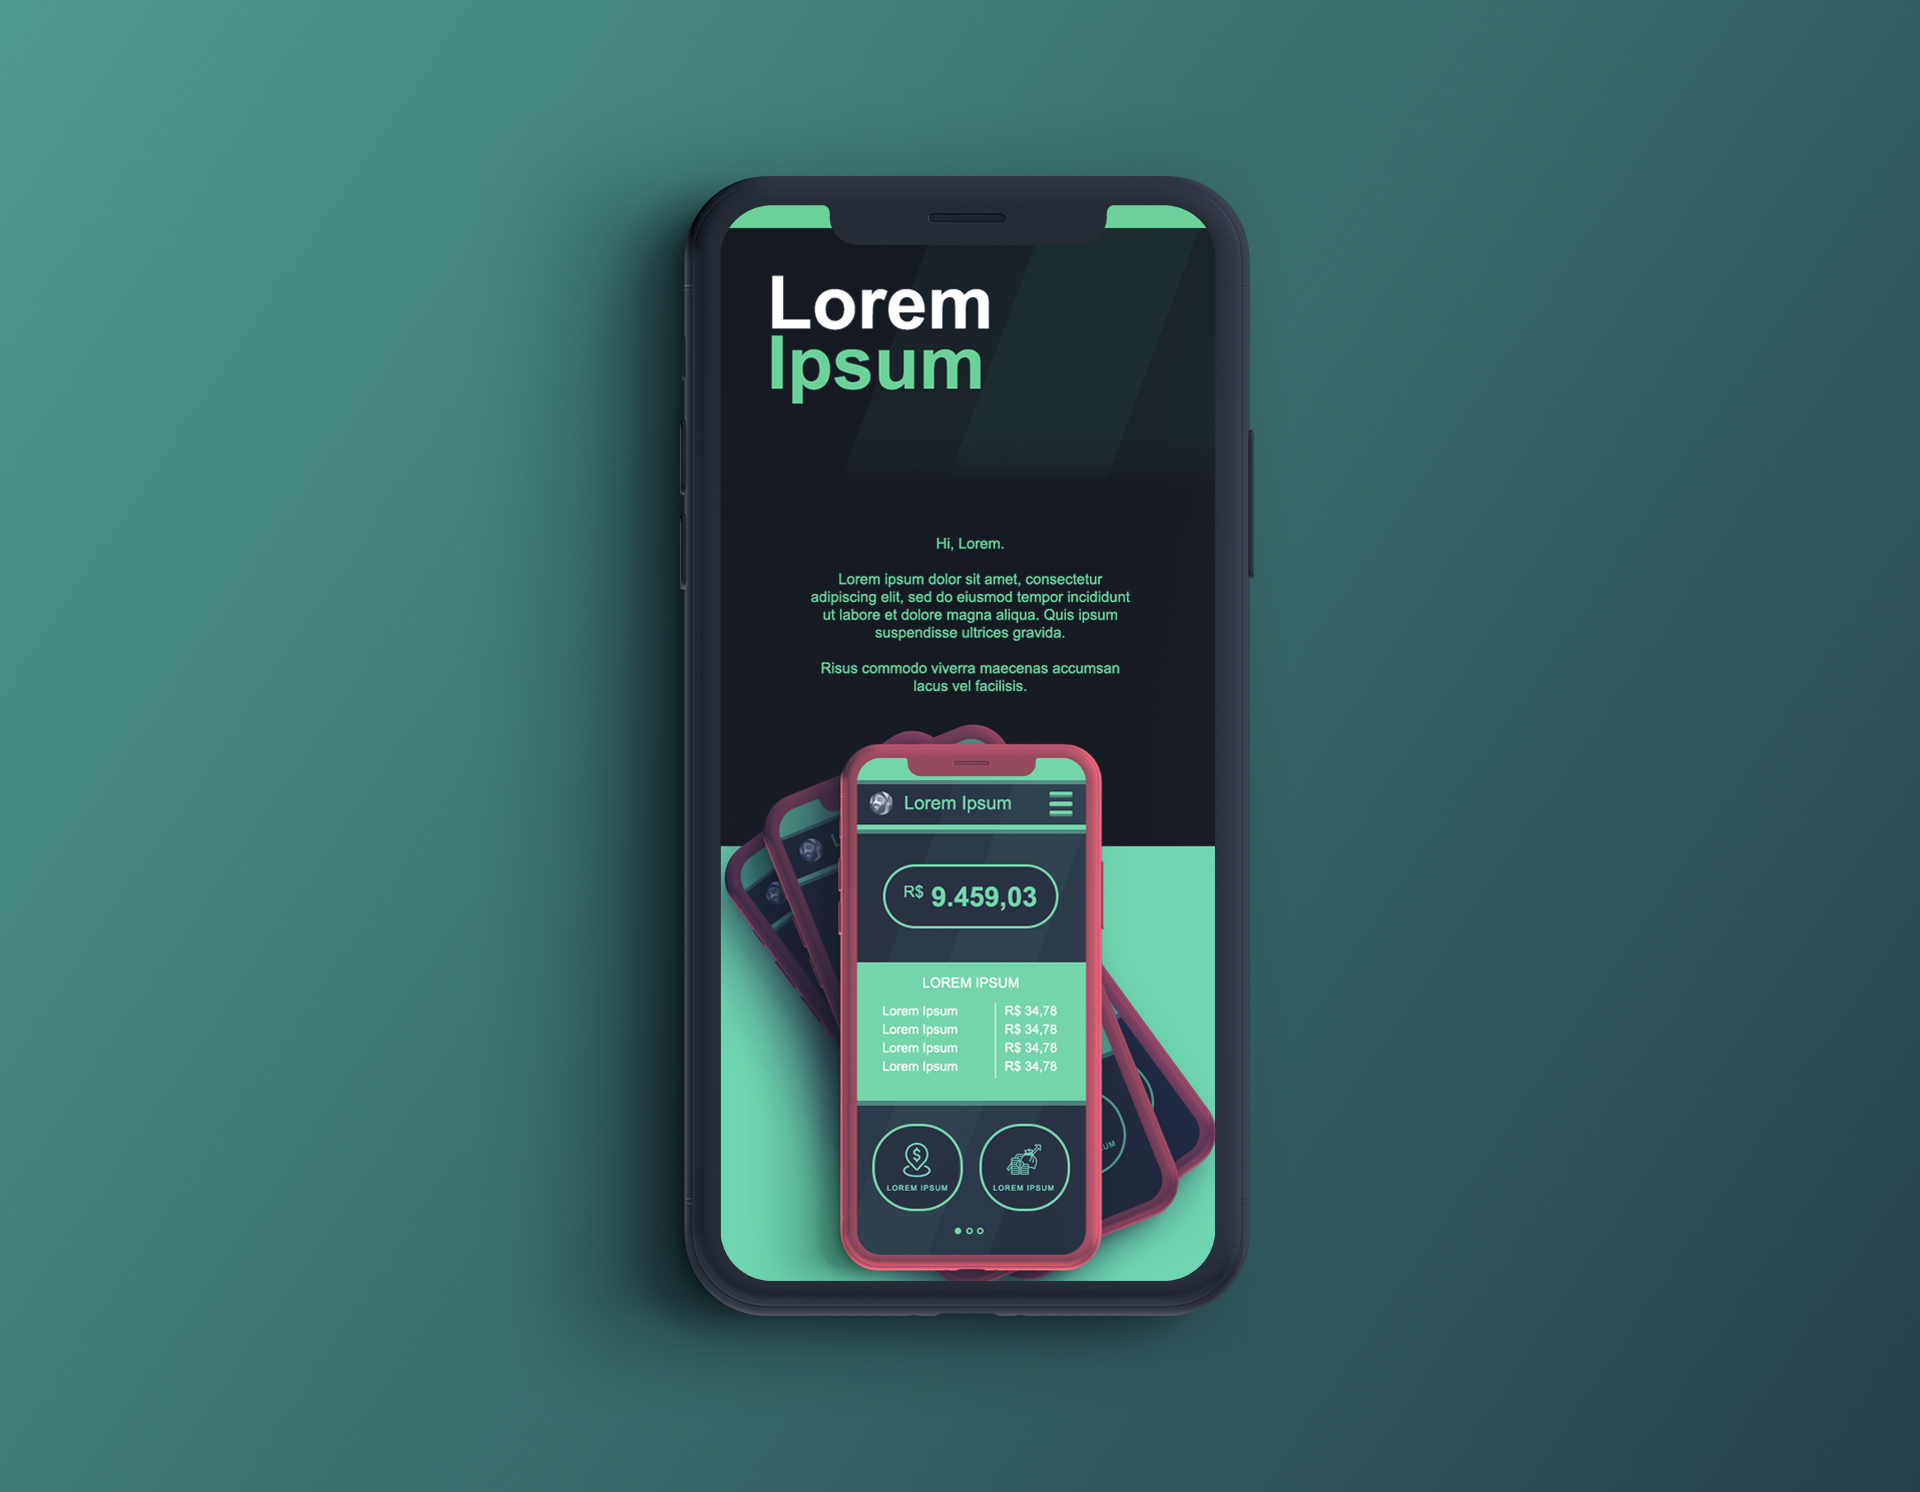 Lorem
Ipsum
Hi, Lorem.
Lorem ipsum dolor sit amet, consectetur
adipiscing elit, sed do eiusmod tempor incididunt
ut labore et dolore magna aliqua. Quis ipsum
suspendisse ultrices gravida.
Risus commodo viverra maecenas accumsan
lacus vel facilisis.
Lorem Ipsum
R$ 9.459,03
LOREM IPSUM
Lorem Ipsum R$ 34,78
Lorem Ipsum R$ 34,78
Lorem Ipsum R$ 34,78
Lorem Ipsum R$ 34,78
LOREM IPSUM LOREM IPSUM